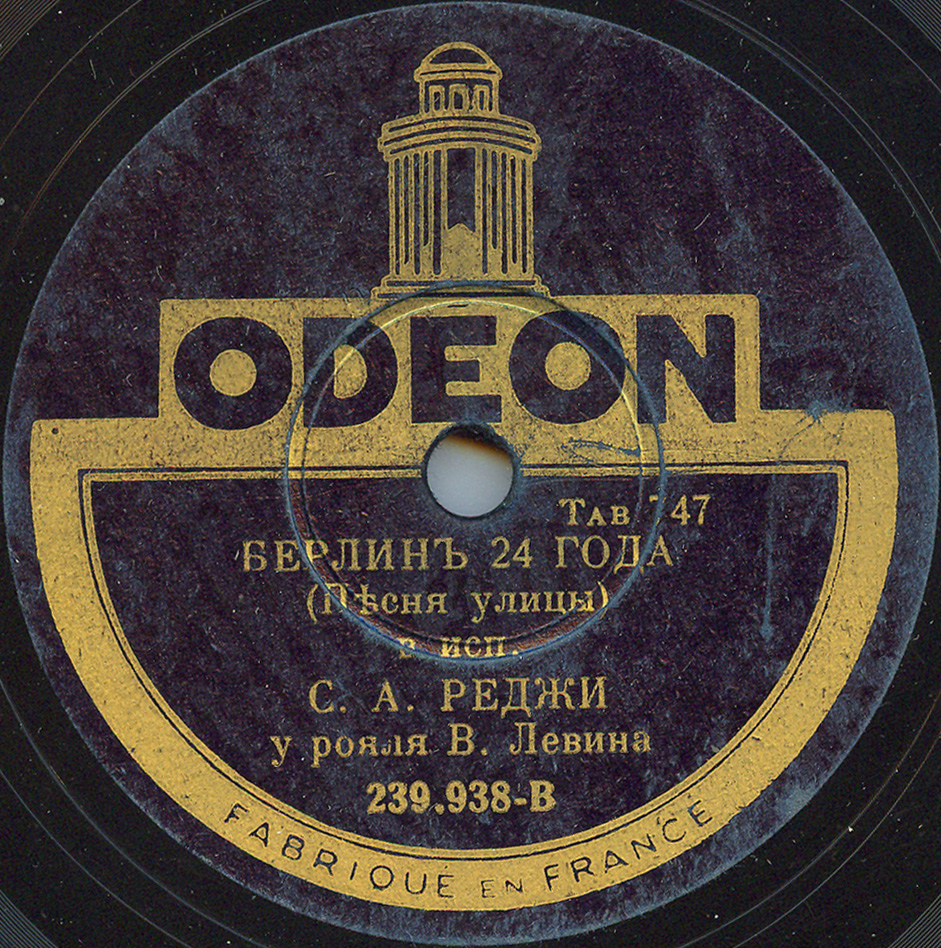 ODEON
Тав 747
БЕРЛИНЪ 24 ГОДА
(Пѣсня улицы)
в исп.
С. А. РЕДЖИ
у рояля В. Левина
239.938-B
FABRIQUÉ EN FRANCE